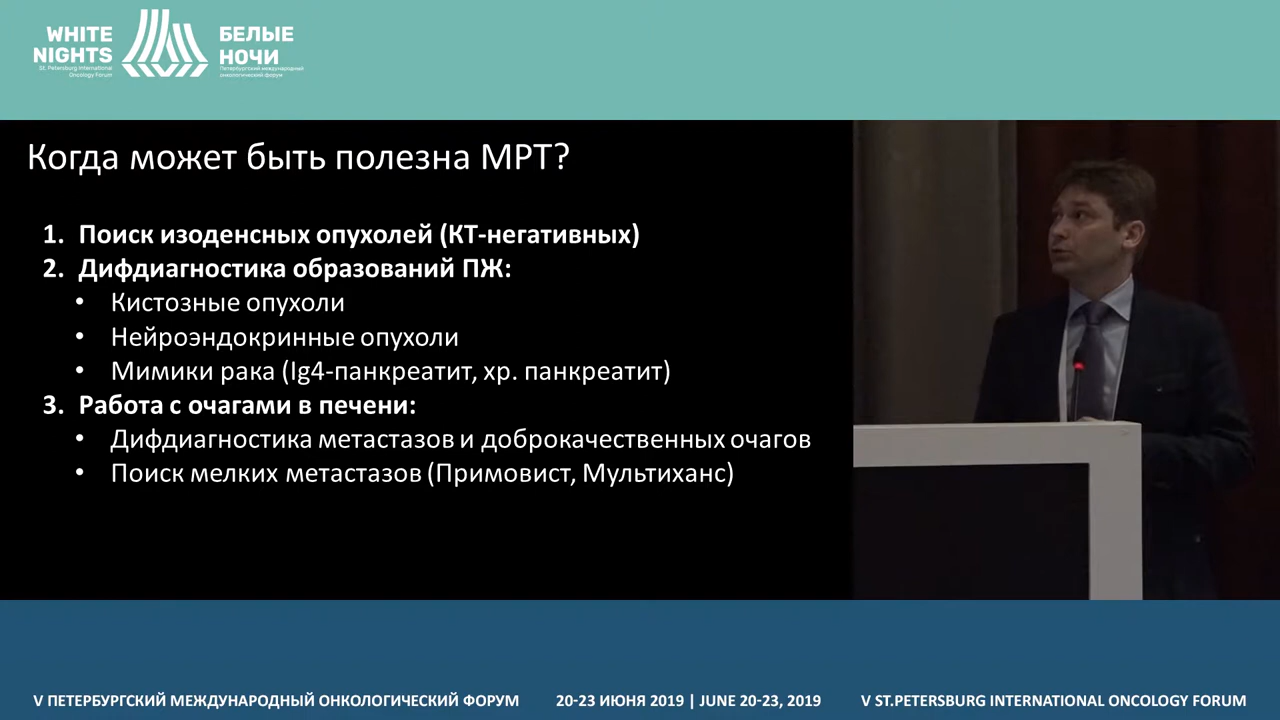 WHITE
NIGHTS
St. Petersburg International
Oncology Forum
БЕЛЫЕ
НОЧИ
Петербургский международный
онкологический форум
Когда может быть полезна МРТ?
1. Поиск изоденсных опухолей (КТ-негативных)
2. Дифдиагностика образований ПЖ:
• Кистозные опухоли
• Нейроэндокринные опухоли
• Мимики рака (Ig4-панкреатит, хр. панкреатит)
3. Работа с очагами в печени:
• Дифдиагностика метастазов и доброкачественных очагов
• Поиск мелких метастазов (Примовист, Мультиханс)
V ПЕТЕРБУРГСКИЙ МЕЖДУНАРОДНЫЙ ОНКОЛОГИЧЕСКИЙ ФОРУМ
20-23 ИЮНЯ 2019 | JUNE 20-23, 2019
V ST.PETERSBURG INTERNATIONAL ONCOLOGY FORUM